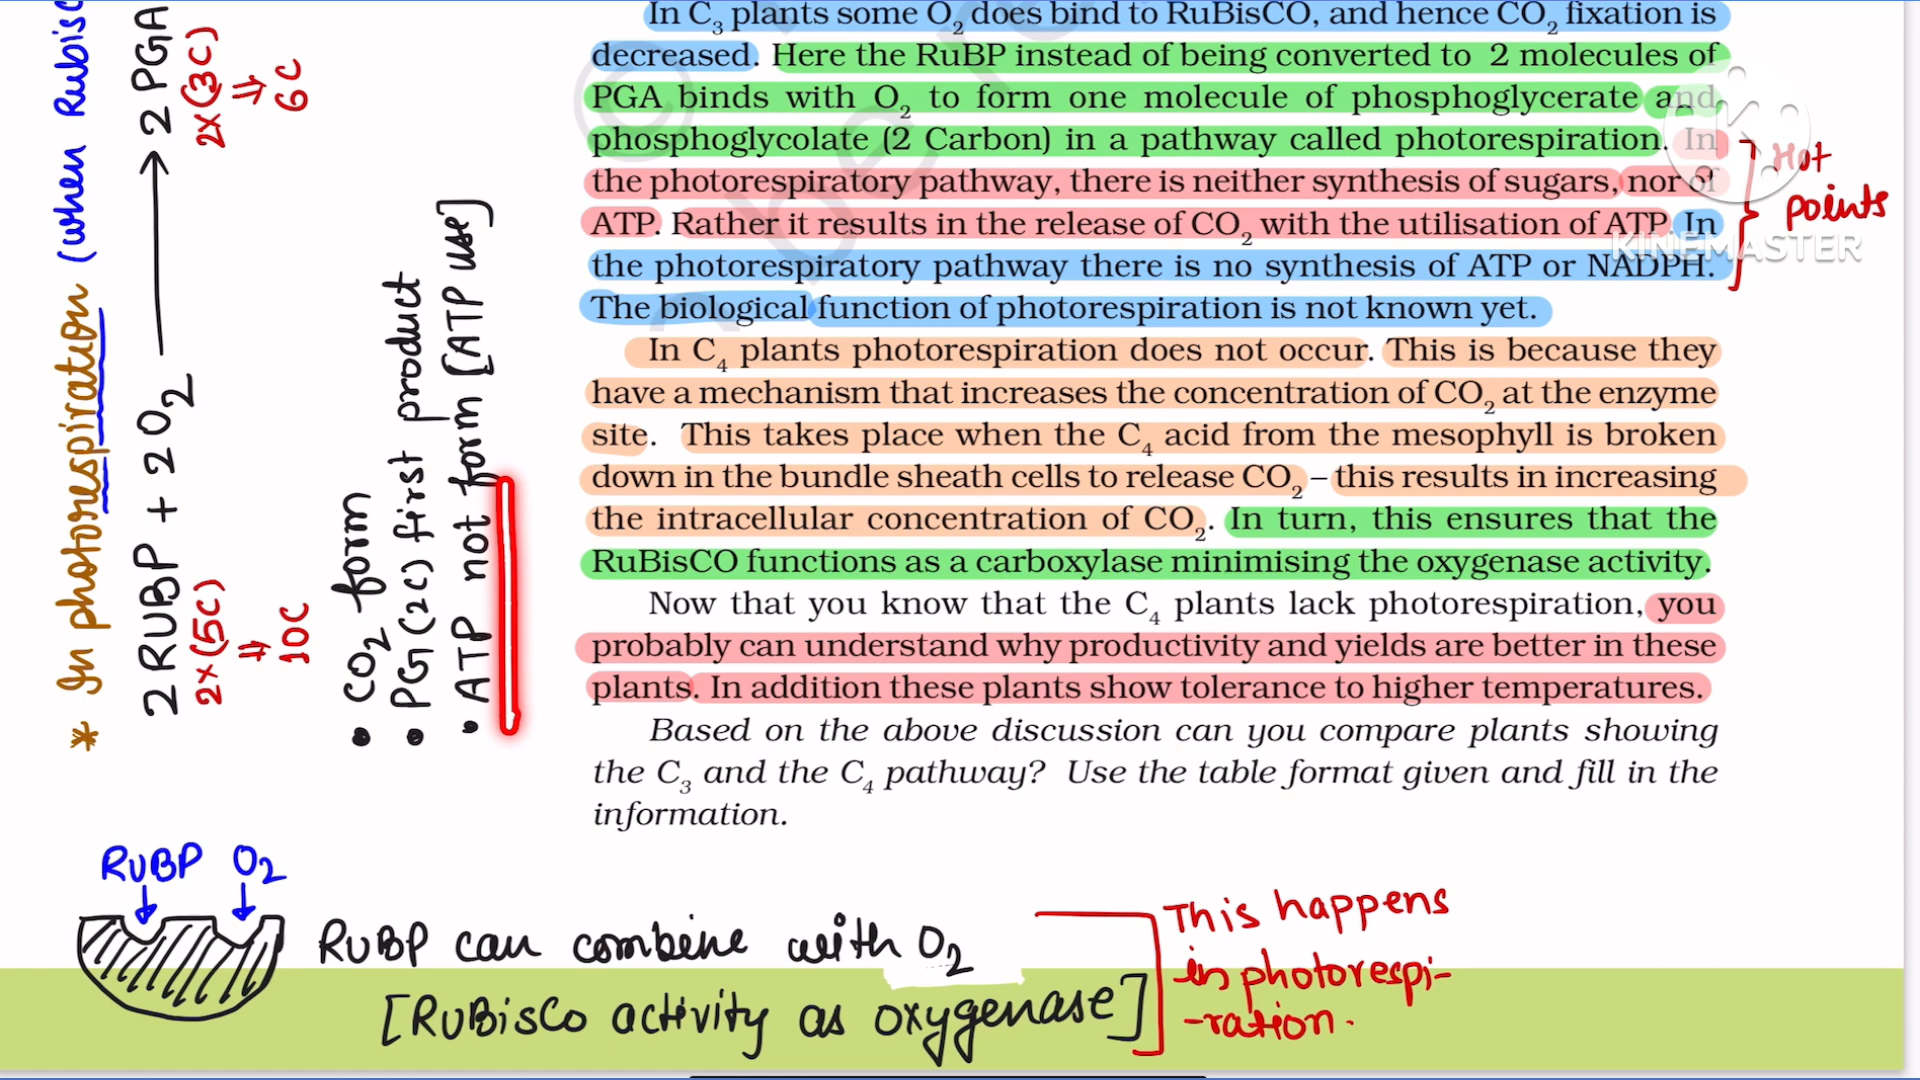 In C₃ plants some O₂ does bind to RuBisCO, and hence CO₂ fixation is
decreased. Here the RuBP instead of being converted to 2 molecules of
PGA binds with O₂ to form one molecule of phosphoglycerate and
phosphoglycolate (2 Carbon) in a pathway called photorespiration. In
the photorespiratory pathway, there is neither synthesis of sugars, nor of
ATP. Rather it results in the release of CO₂ with the utilisation of ATP. In
the photorespiratory pathway there is no synthesis of ATP or NADPH.
The biological function of photorespiration is not known yet.
In C₄ plants photorespiration does not occur. This is because they
have a mechanism that increases the concentration of CO₂ at the enzyme
site. This takes place when the C₄ acid from the mesophyll is broken
down in the bundle sheath cells to release CO₂ – this results in increasing
the intracellular concentration of CO₂. In turn, this ensures that the
RuBisCO functions as a carboxylase minimising the oxygenase activity.
Now that you know that the C₄ plants lack photorespiration, you
probably can understand why productivity and yields are better in these
plants. In addition these plants show tolerance to higher temperatures.
Based on the above discussion can you compare plants showing
the C₃ and the C₄ pathway? Use the table format given and fill in the
information.
Hot
points
KINEMASTER
* In photorespiration (when Rubisc
2 RUBP + 2O₂ → 2 PGA
2×(5C) 2×(3C)
⇓ ⇓
10C 6C
• CO₂ form
• PG (2C) first product
• ATP not form [ATP use]
RUBP O₂
RUBP can combine with O₂
[RUBisCo activity as oxygenase]
This happens
in photorespi-
-ration.